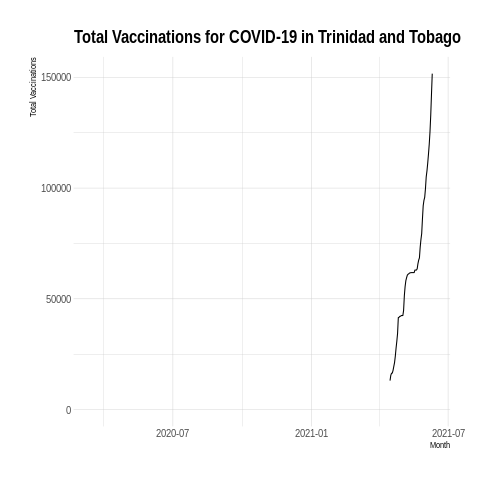 Total Vaccinations for COVID-19 in Trinidad and Tobago
Total Vaccinations
150000
100000
50000
0
2020-07 2021-01 2021-07
Month